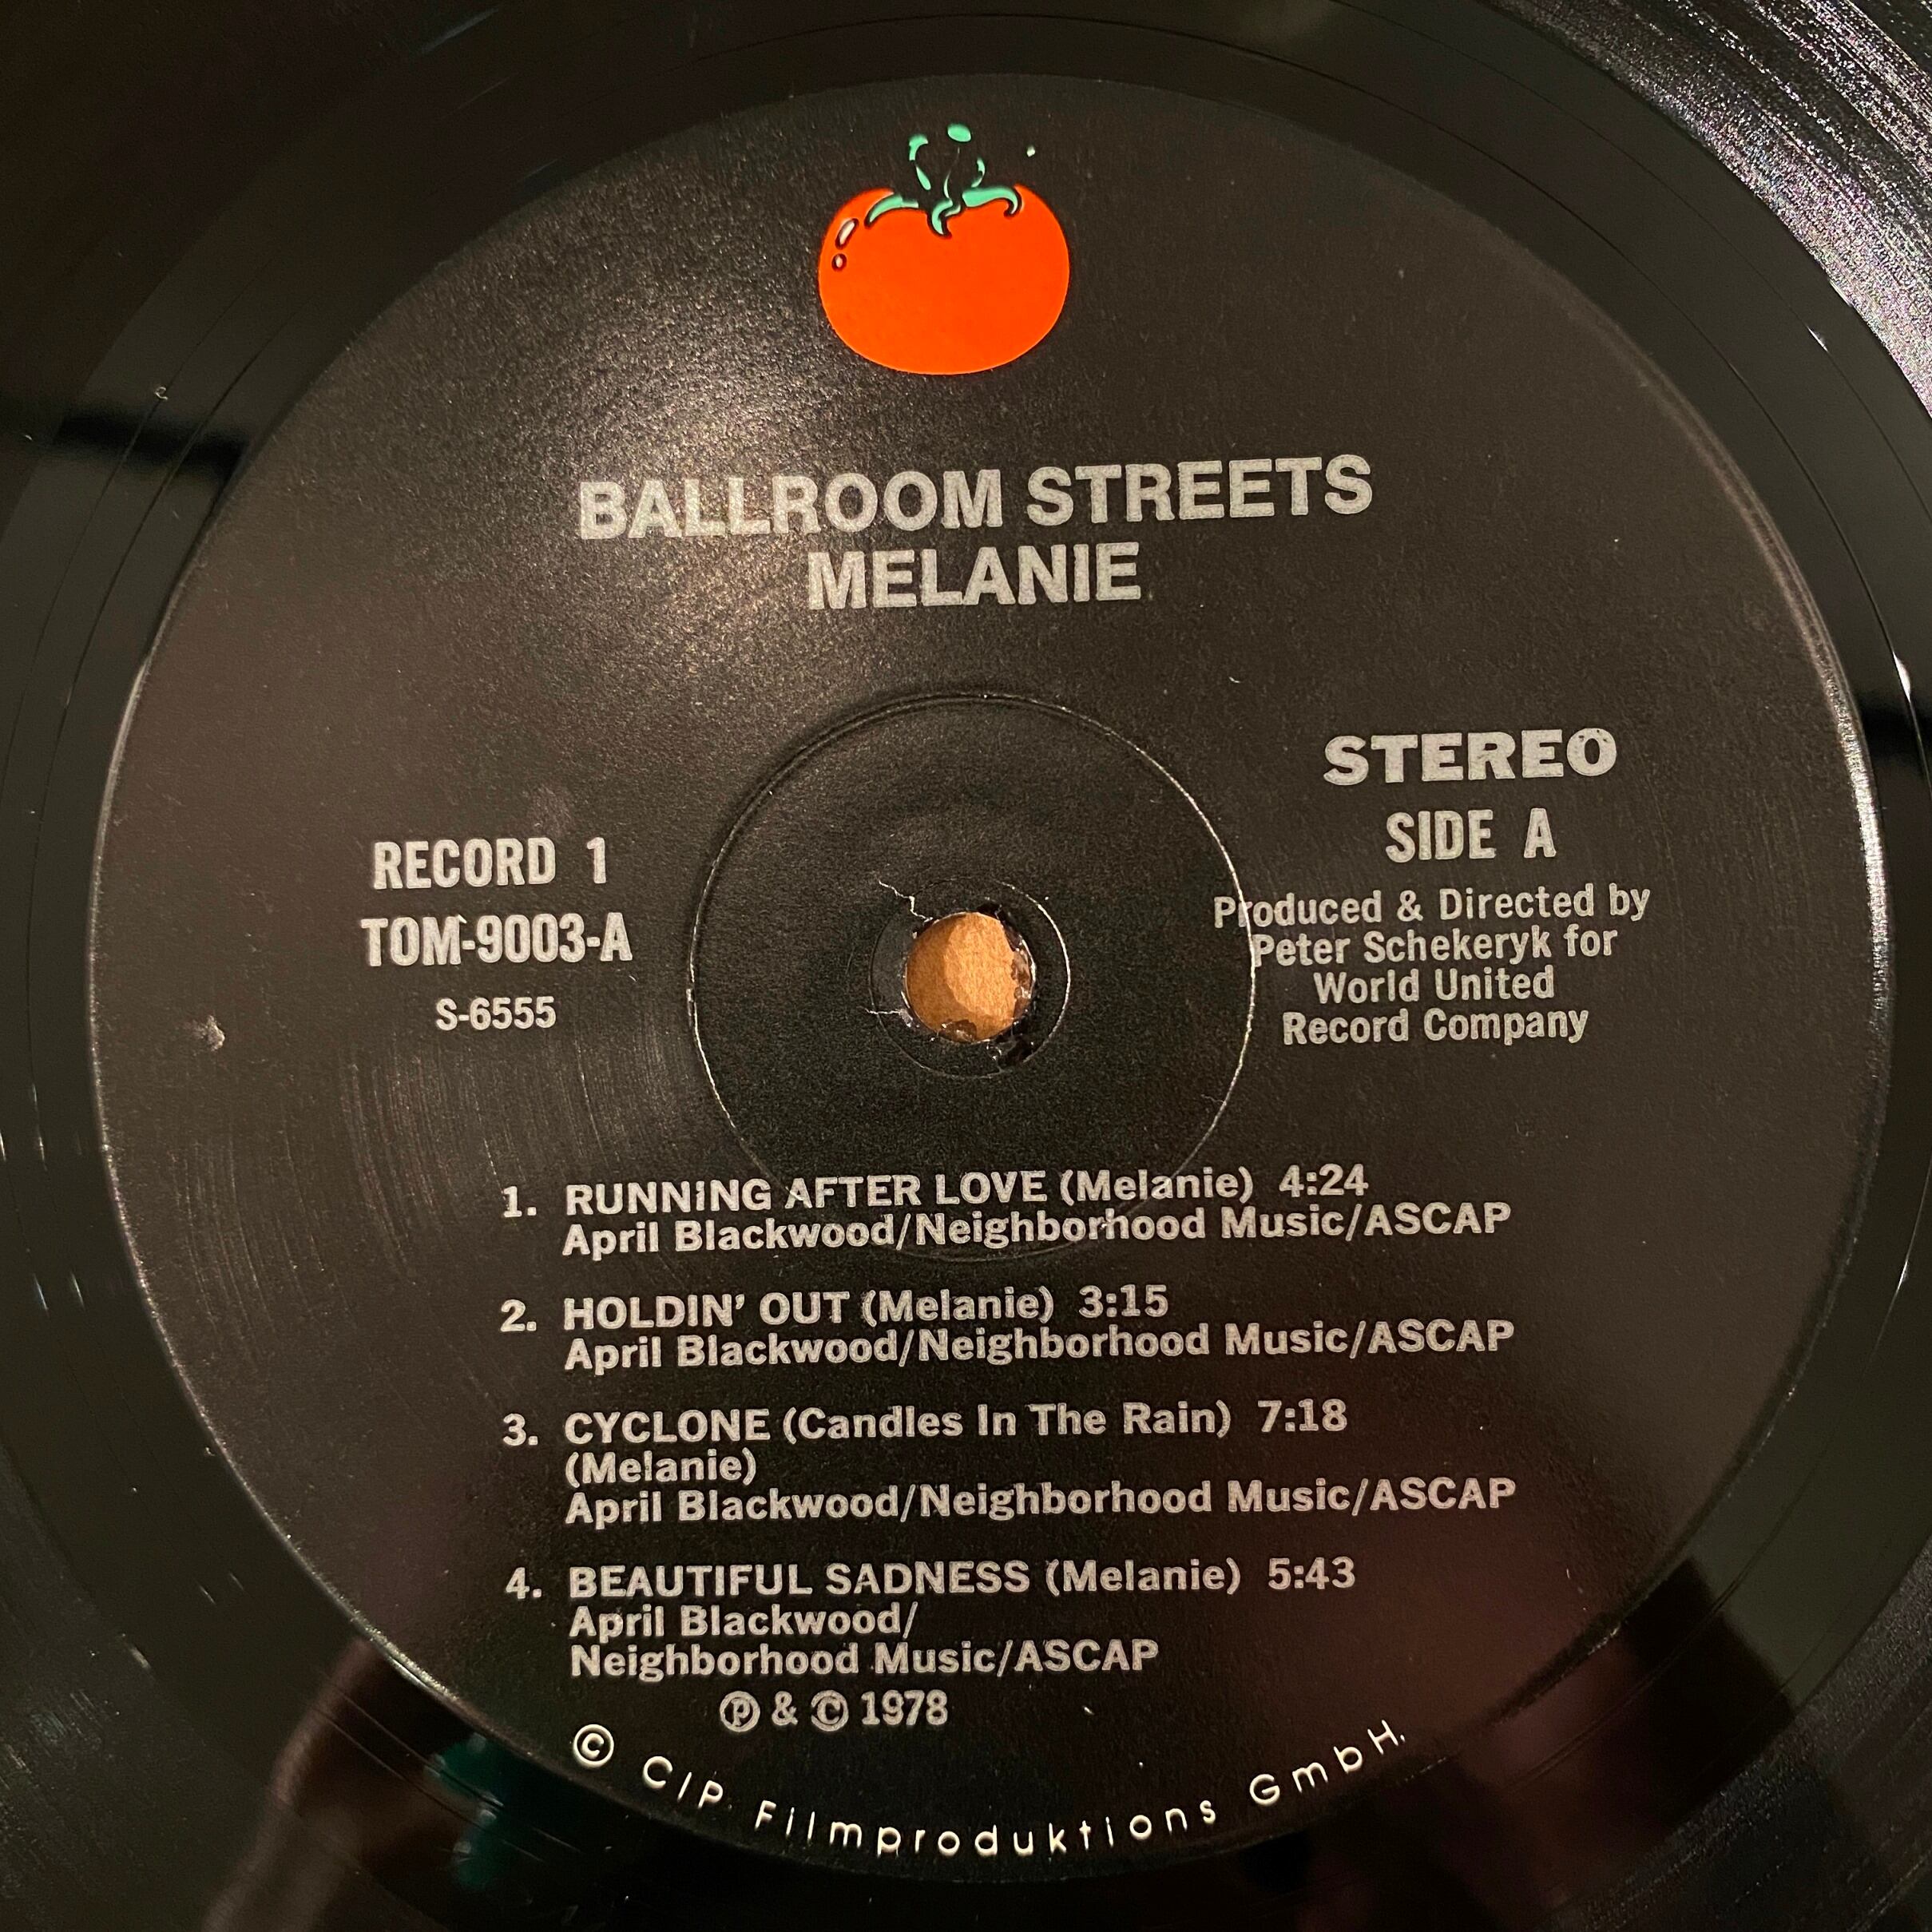 BALLROOM STREETS
MELANIE
RECORD 1
TOM-9003-A
S-6555
STEREO
SIDE A
Produced & Directed by
Peter Schekeryk for
World United
Record Company
1. RUNNING AFTER LOVE (Melanie) 4:24
April Blackwood/Neighborhood Music/ASCAP
2. HOLDIN’ OUT (Melanie) 3:15
April Blackwood/Neighborhood Music/ASCAP
3. CYCLONE (Candles In The Rain) 7:18
(Melanie)
April Blackwood/Neighborhood Music/ASCAP
4. BEAUTIFUL SADNESS (Melanie) 5:43
April Blackwood/
Neighborhood Music/ASCAP
℗ & © 1978
© CIP Filmproduktions GmbH.